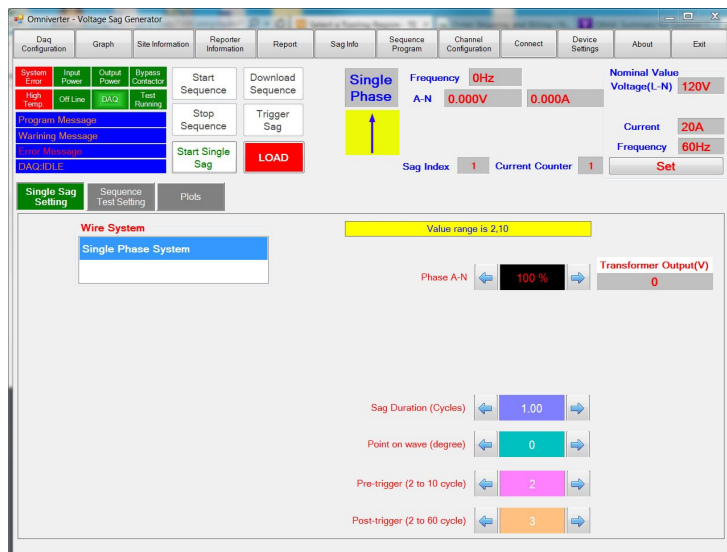 Omniverter - Voltage Sag Generator
Daq Configuration
Graph
Site Information
Reporter Information
Report
Sag Info
Sequence Program
Channel Configuration
Connect
Device Settings
About
Exit
System Error
Input Power
Output Power
Bypass Contactor
High Temp.
Off Line
DAQ
Test Running
Program Message
Warining Message
Error Message
DAQ:IDLE
Start Sequence
Download Sequence
Stop Sequence
Trigger Sag
Start Single Sag
LOAD
Single Phase
Frequency 0Hz
A-N 0.000V 0.000A
Sag Index 1 Current Counter 1
Nominal Value
Voltage(L-N) 120V
Current 20A
Frequency 60Hz
Set
Single Sag Setting
Sequence Test Setting
Plots
Wire System
Single Phase System
Value range is 2,10
Phase A-N 100 %
Transformer Output(V)
0
Sag Duration (Cycles) 1.00
Point on wave (degree) 0
Pre-trigger (2 to 10 cycle) 2
Post-trigger (2 to 60 cycle) 3